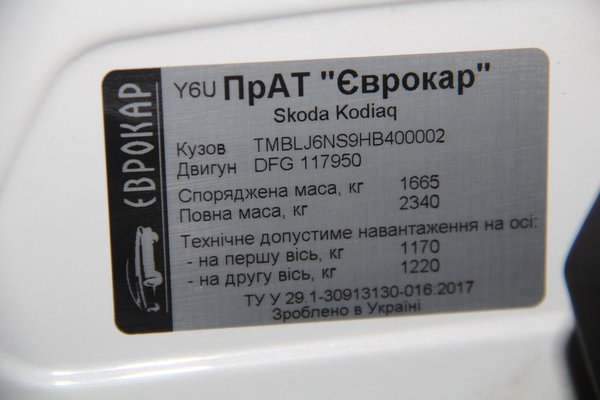 ЄВРОКАР
Y6U ПрАТ "Єврокар"
Skoda Kodiaq
Кузов TMBLJ6NS9HB400002
Двигун DFG 117950
Споряджена маса, кг 1665
Повна маса, кг 2340
Технічне допустиме навантаження на осі:
- на першу вісь, кг 1170
- на другу вісь, кг 1220
ТУ У 29.1-30913130-016:2017
Зроблено в Україні